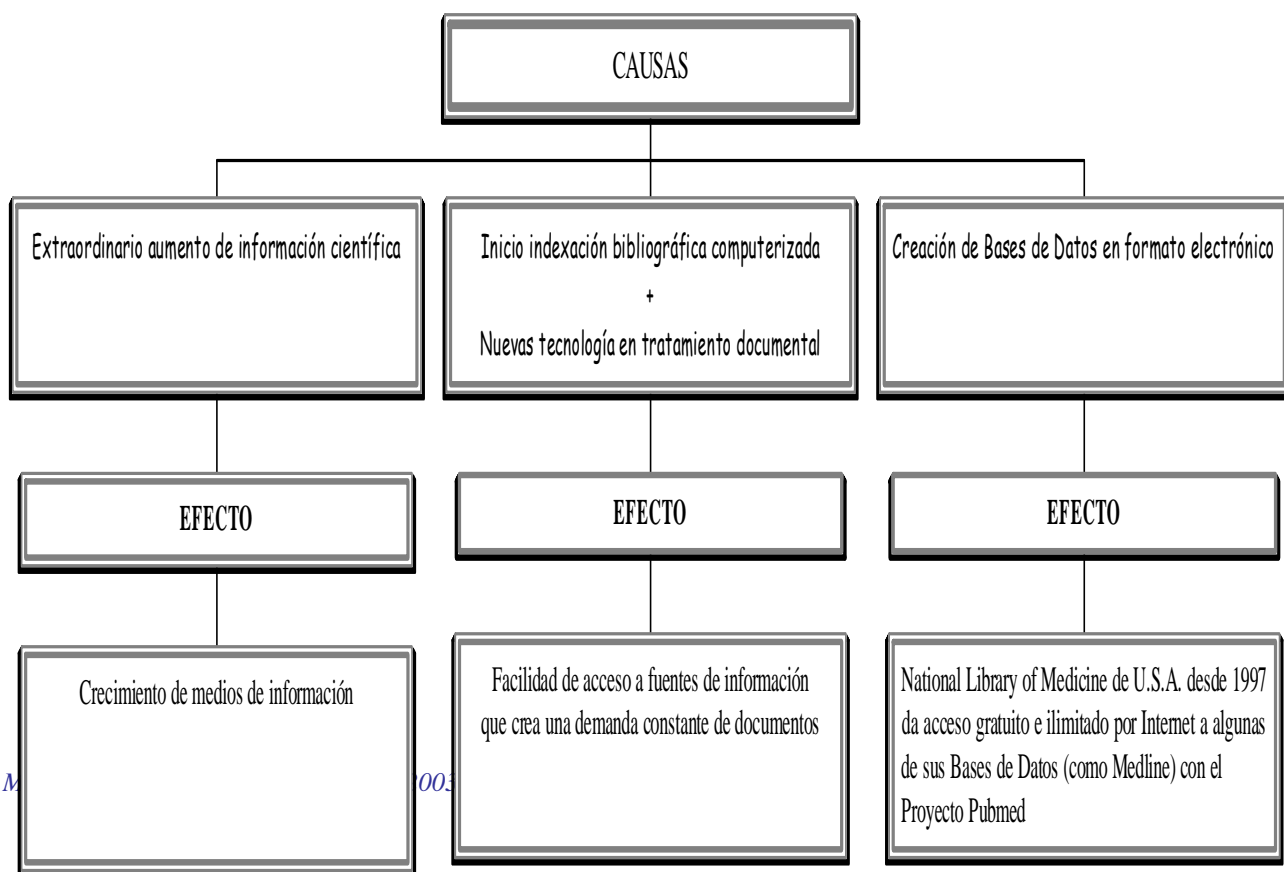 CAUSAS
Extraordinario aumento de información científica
Inicio indexación bibliográfica computerizada
+
Nuevas tecnología en tratamiento documental
Creación de Bases de Datos en formato electrónico
EFECTO
EFECTO
EFECTO
Crecimiento de medios de información
Facilidad de acceso a fuentes de información
que crea una demanda constante de documentos
National Library of Medicine de U.S.A. desde 1997
da acceso gratuito e ilimitado por Internet a algunas
de sus Bases de Datos (como Medline) con el
Proyecto Pubmed